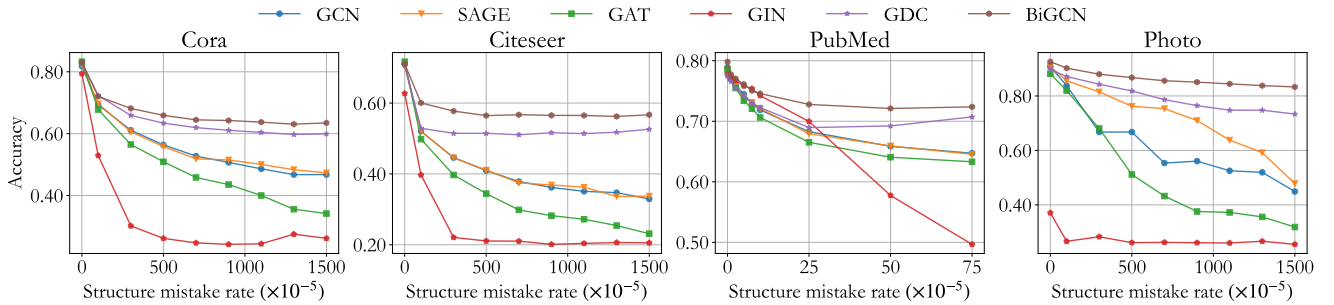 GCN SAGE GAT GIN GDC BiGCN
Cora Citeseer PubMed Photo
Accuracy
0.80 0.60 0.40
0 500 1000 1500
Structure mistake rate (×10⁻⁵)
0.60 0.40 0.20
0 500 1000 1500
Structure mistake rate (×10⁻⁵)
0.80 0.70 0.60 0.50
0 25 50 75
Structure mistake rate (×10⁻⁵)
0.80 0.60 0.40
0 500 1000 1500
Structure mistake rate (×10⁻⁵)